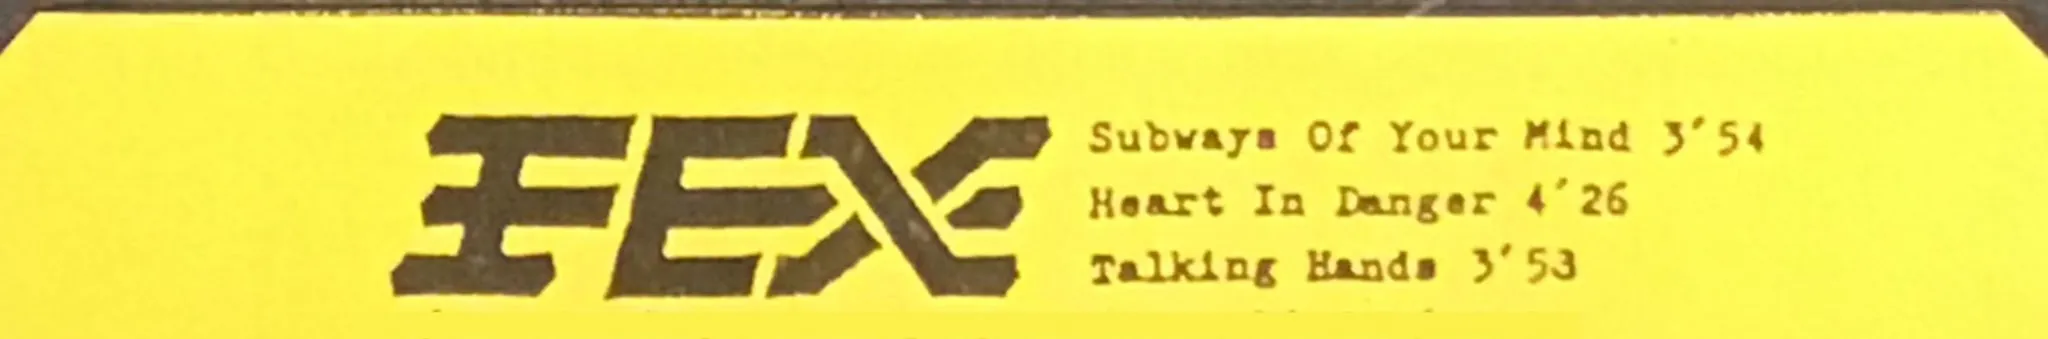 FEX
Subways Of Your Mind 3'54
Heart In Danger 4'26
Talking Hands 3'53